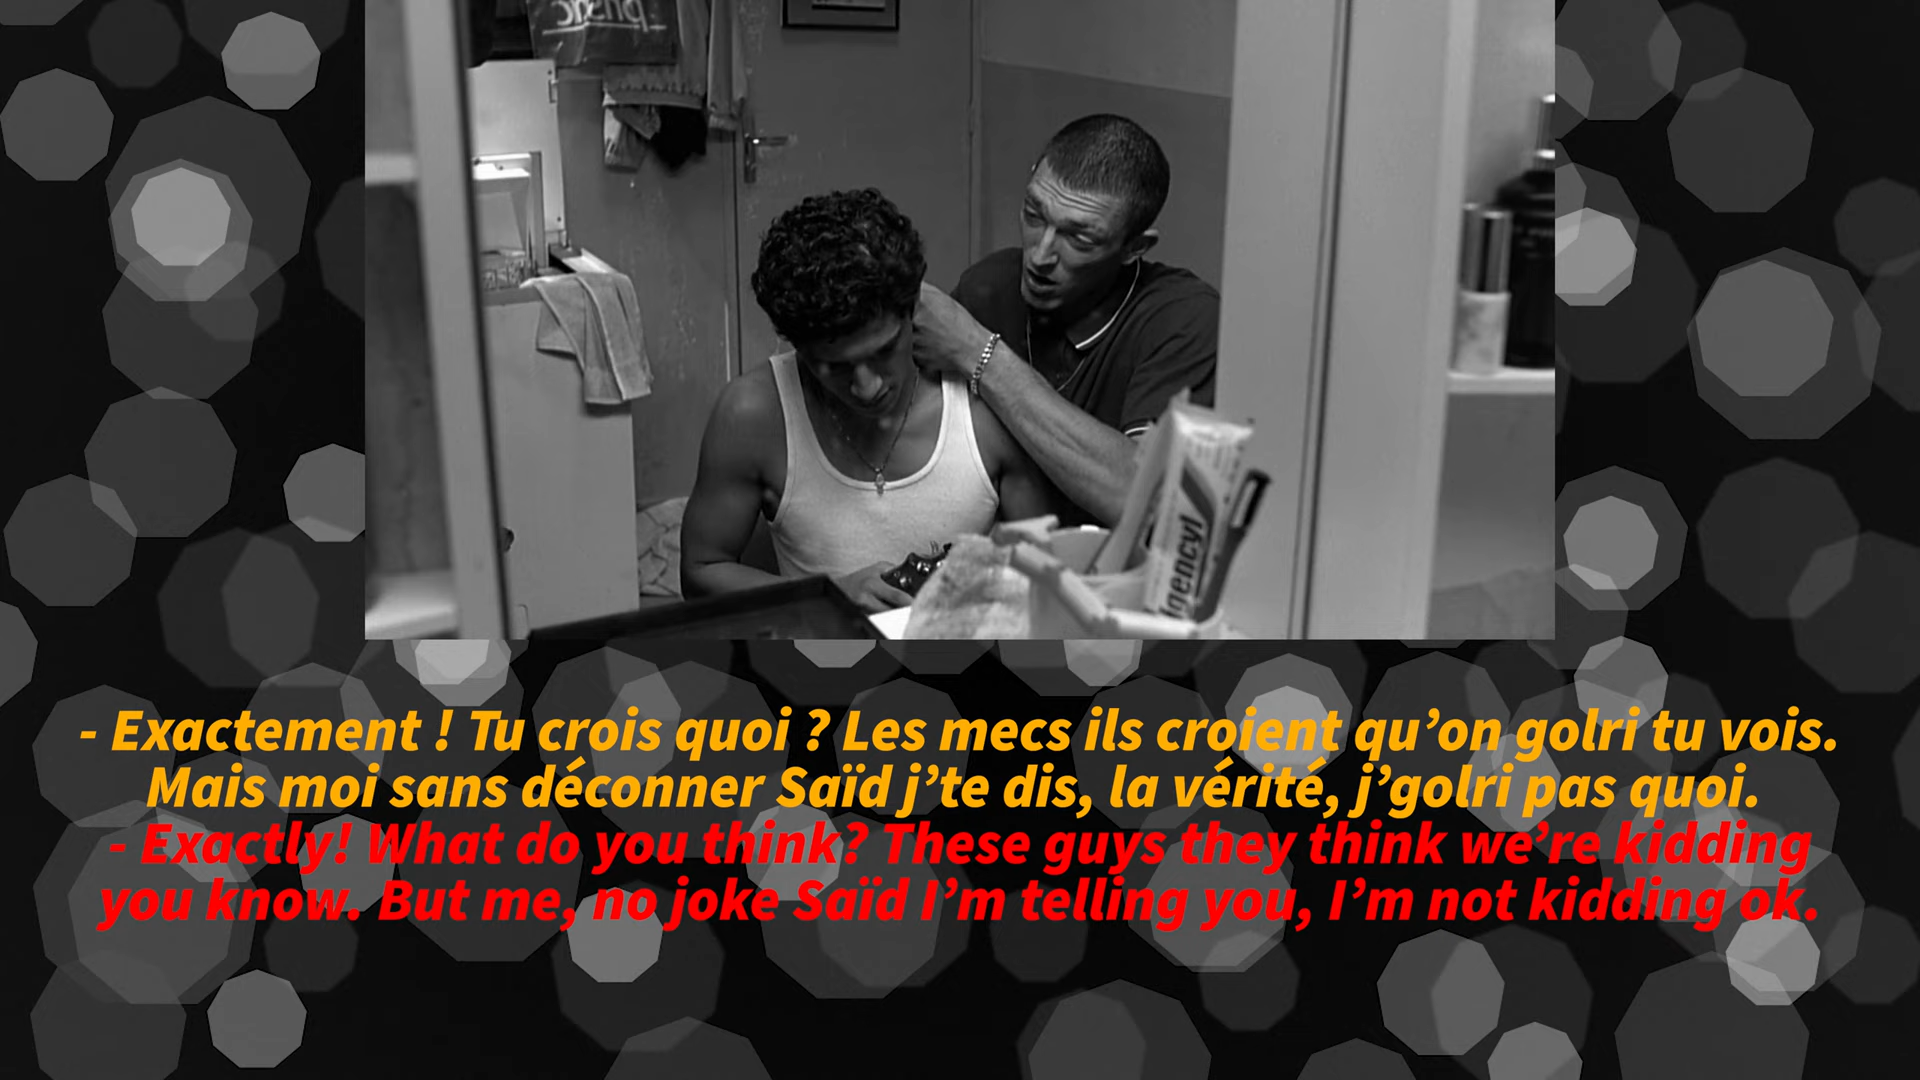 - Exactement ! Tu crois quoi ? Les mecs ils croient qu’on golri tu vois.
Mais moi sans déconner Saïd j’te dis, la vérité, j’golri pas quoi.
- Exactly! What do you think? These guys they think we’re kidding
you know. But me, no joke Saïd I’m telling you, I’m not kidding ok.